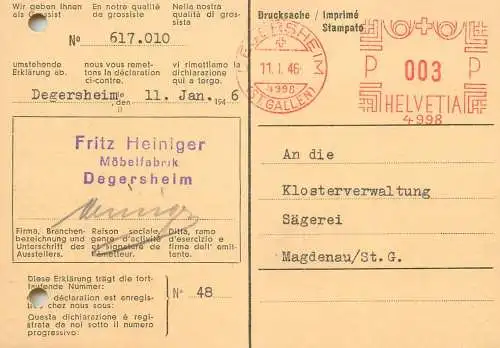 Ihnen als Grossist
En notre qualité de grossiste
Nella nostra qualità di grossista
No 617.010
umstehende Erklärung ab.
nous vous remettons la déclaration ci-contre.
vi rimettiamo la dichiarazione qui a tergo.
Degersheim, den 11. Jan. 1946
Fritz Heiniger
Möbelfabrik
Degersheim
Firma, Branchenbezeichnung und Unterschrift des Ausstellers.
Raison sociale, genre d'activité et signature de l'émetteur.
Ditta, ramo d'esercizio e firma dell'emittente.
Diese Erklärung trägt die fortlaufende Nummer:
déclaration est enregistrée chez nous sous:
Questa dichiarazione è registrata da noi sotto il numero progressivo:
No 48
Drucksache / Imprimé
Stampato
DEGERSHEIM
11.I.46
4998
(ST.GALLEN)
P 003 P
HELVETIA
4998
An die
Klosterverwaltung
Sägerei
Magdenau/St.G.